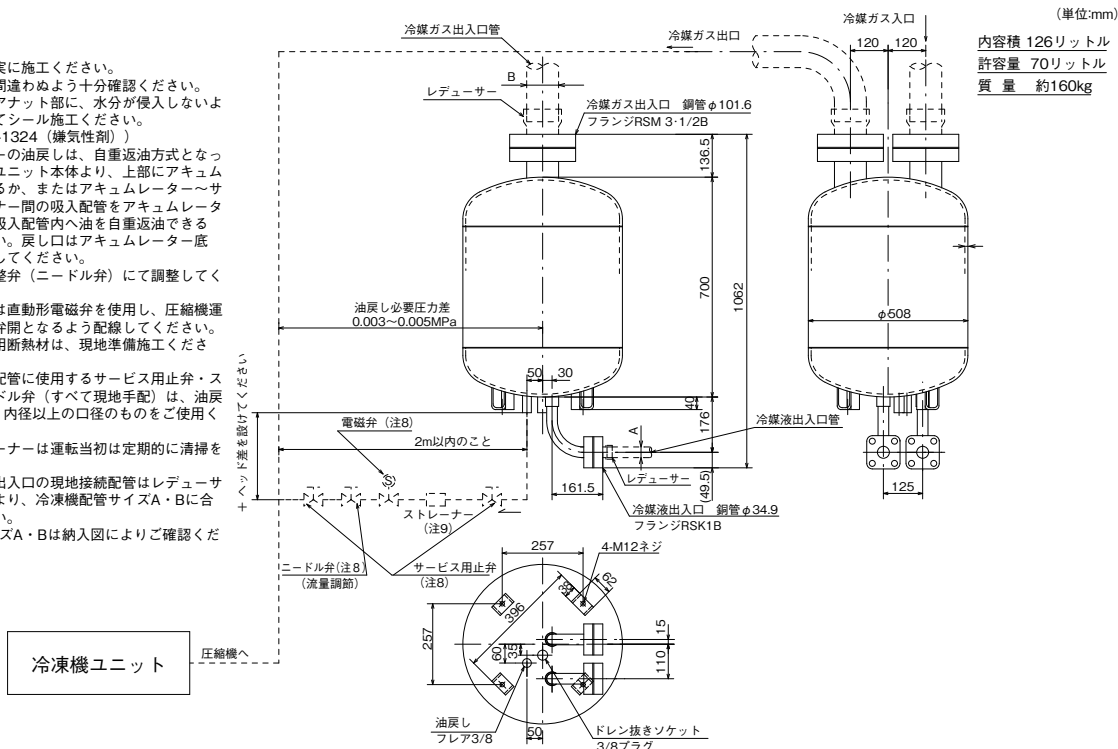 (単位:mm)
内容積 126リットル
許容量 70リットル
質 量 約160kg
実に施工ください。
間違わぬよう十分確認ください。
アナット部に、水分が侵入しないよ
てシール施工ください。
1324（嫌気性剤））
ーの油戻しは、自重返油方式となっ
ユニット本体より、上部にアキュム
るか、またはアキュムレーター～サ
ナー間の吸入配管をアキュムレータ
吸入配管内へ油を自重返油できる
い。戻し口はアキュムレーター底
してください。
整弁（ニードル弁）にて調整してく
は直動形電磁弁を使用し、圧縮機運
弁開となるよう配線してください。
用断熱材は、現地準備施工くださ
配管に使用するサービス用止弁・ス
ドル弁（すべて現地手配）は、油戻
内径以上の口径のものをご使用く
ーナーは運転当初は定期的に清掃を
出入口の現地接続配管はレデューサ
より、冷凍機配管サイズA・Bに合
い。
ズA・Bは納入図によりご確認くだ
冷媒ガス出入口管
冷媒ガス出口
冷媒ガス入口
120
120
B
レデューサー
冷媒ガス出入口 鋼管φ101.6
フランジRSM 3･1/2B
136.5
700
1062
φ508
油戻し必要圧力差
0.003～0.005MPa
50
30
40
176
(49.5)
A
161.5
冷媒液出入口管
レデューサー
冷媒液出入口 鋼管φ34.9
フランジRSK1B
125
＋ヘッド差を設けてください
電磁弁（注8）
S
2m以内のこと
ストレーナー
（注9）
ニードル弁(注8)
（流量調節）
サービス用止弁
（注8）
257
4-M12ネジ
38
62
396
257
60
35
15
110
50
油戻し
フレア3/8
ドレン抜きソケット
3/8プラグ
冷凍機ユニット
圧縮機へ